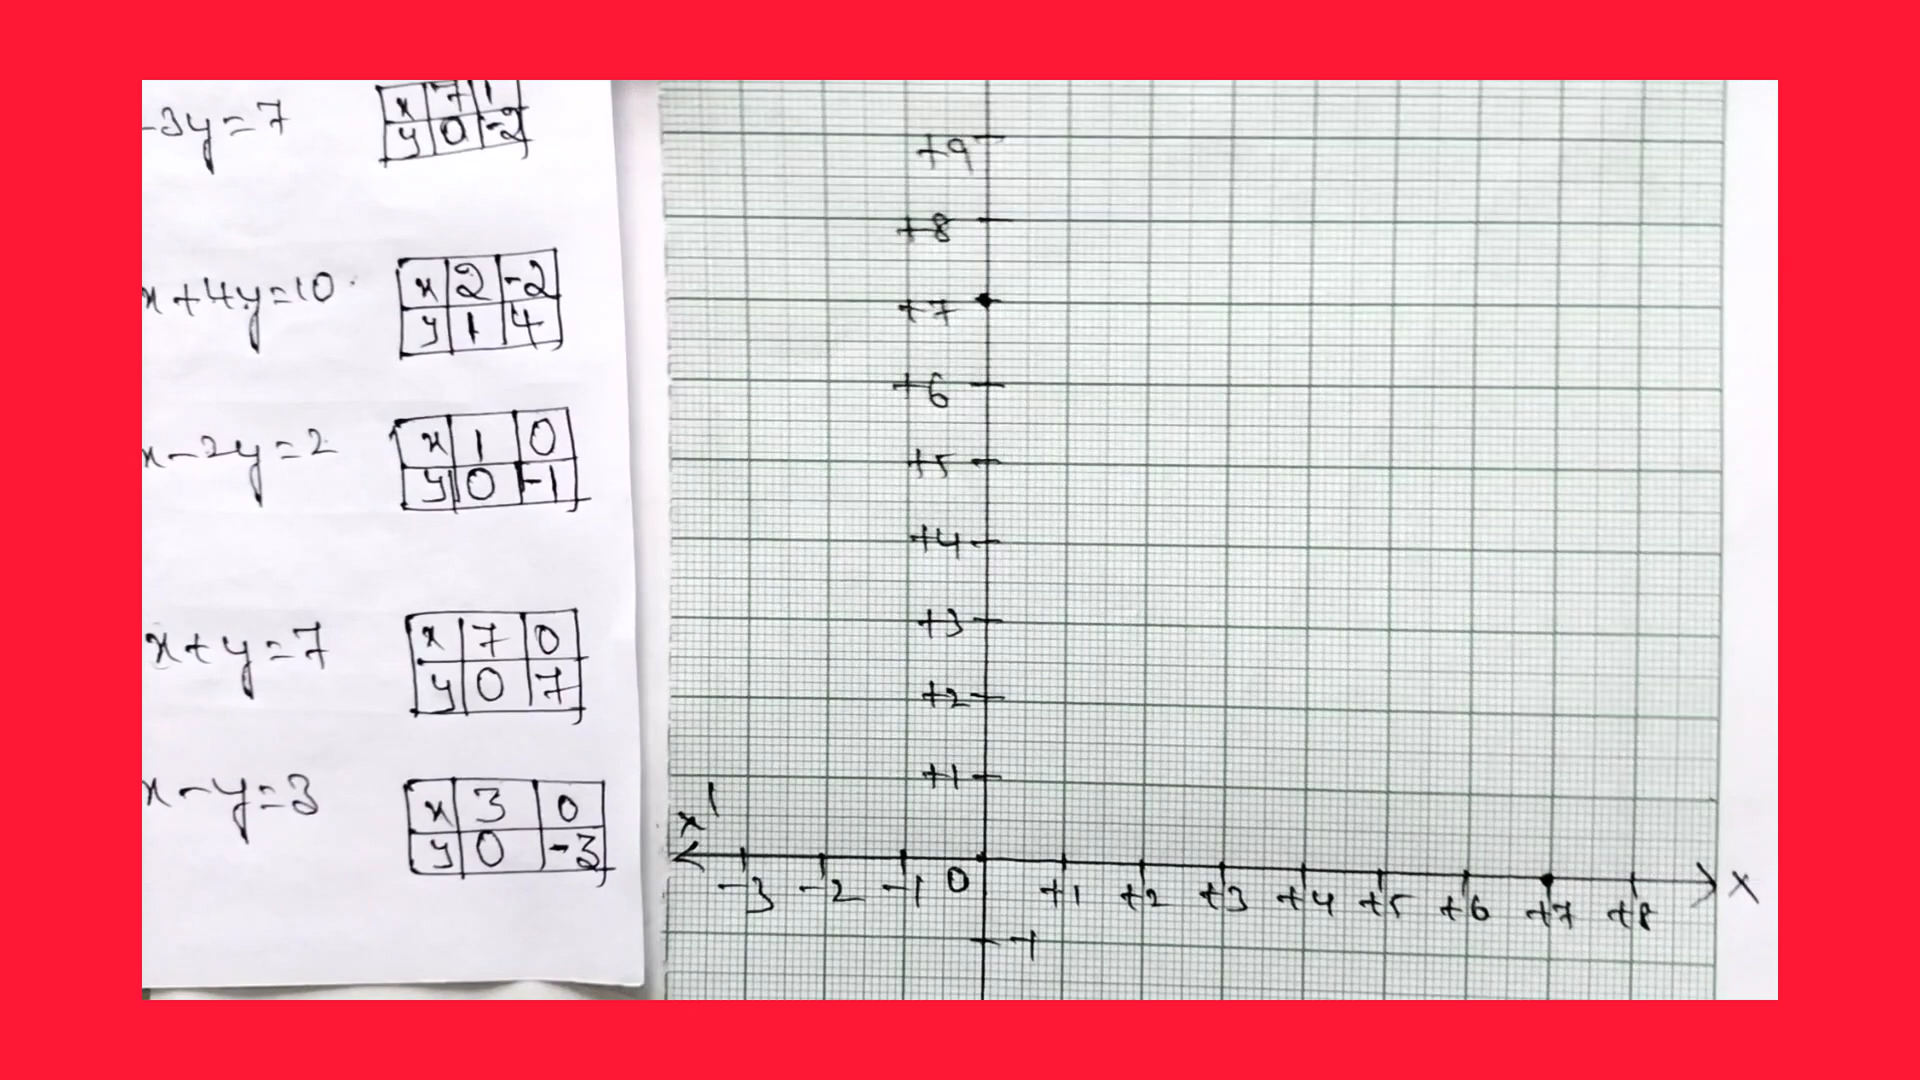 -3y=7
x 7 1
y 0 -2
x+4y=10
x 2 -2
y 1 4
x-2y=2
x 1 0
y 0 -1
x+y=7
x 7 0
y 0 7
x-y=3
x 3 0
y 0 -3
+9
+8
+7
+6
+5
+4
+3
+2
+1
x'
-3 -2 -1 0 +1 +2 +3 +4 +5 +6 +7 +8 X
-1